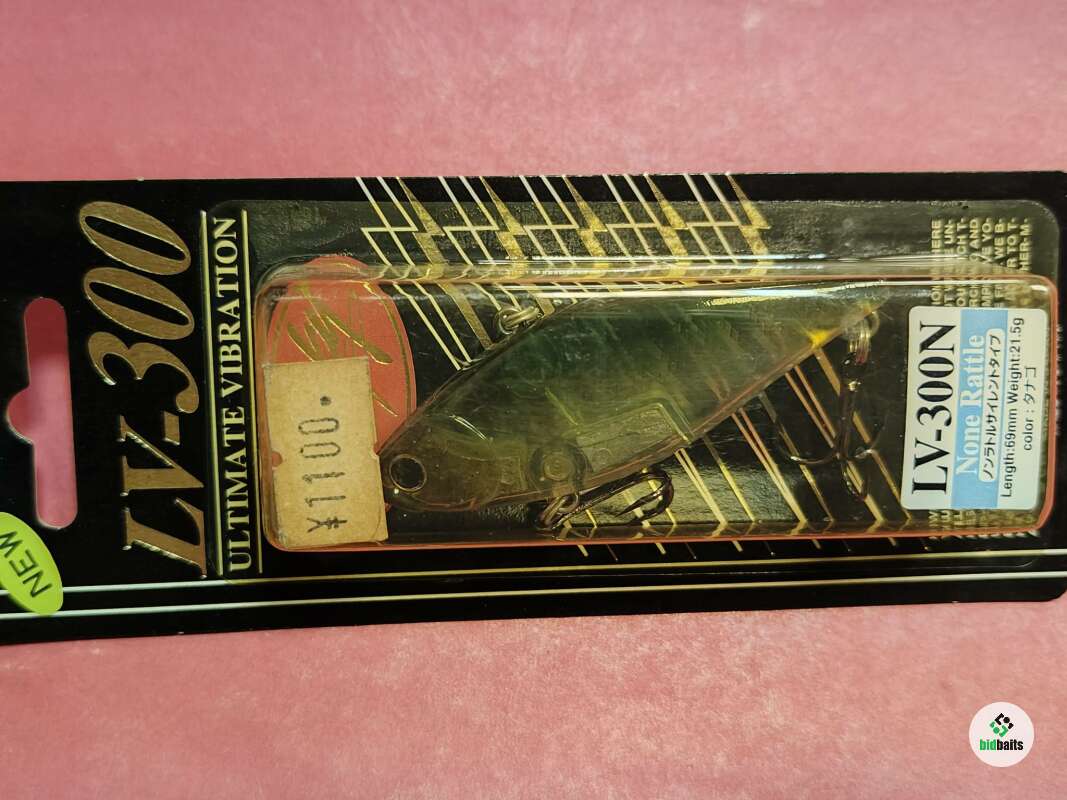 LV-300
ULTIMATE VIBRATION
NEW
¥1100.
LV-300N
None Rattle
ノンラトルサイレントタイプ
Length:69mm Weight:21.5g
color : タナゴ
bidbaits